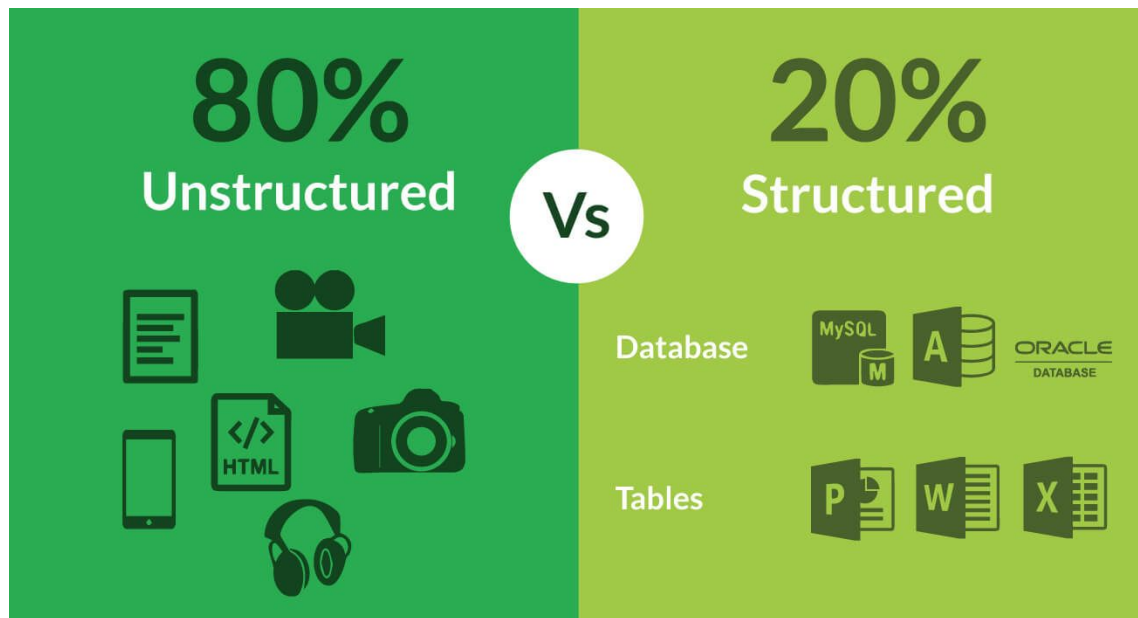 80%
Unstructured
</>
HTML
Vs
20%
Structured
Database
MySQL
M
A
ORACLE
DATABASE
Tables
P
W
X